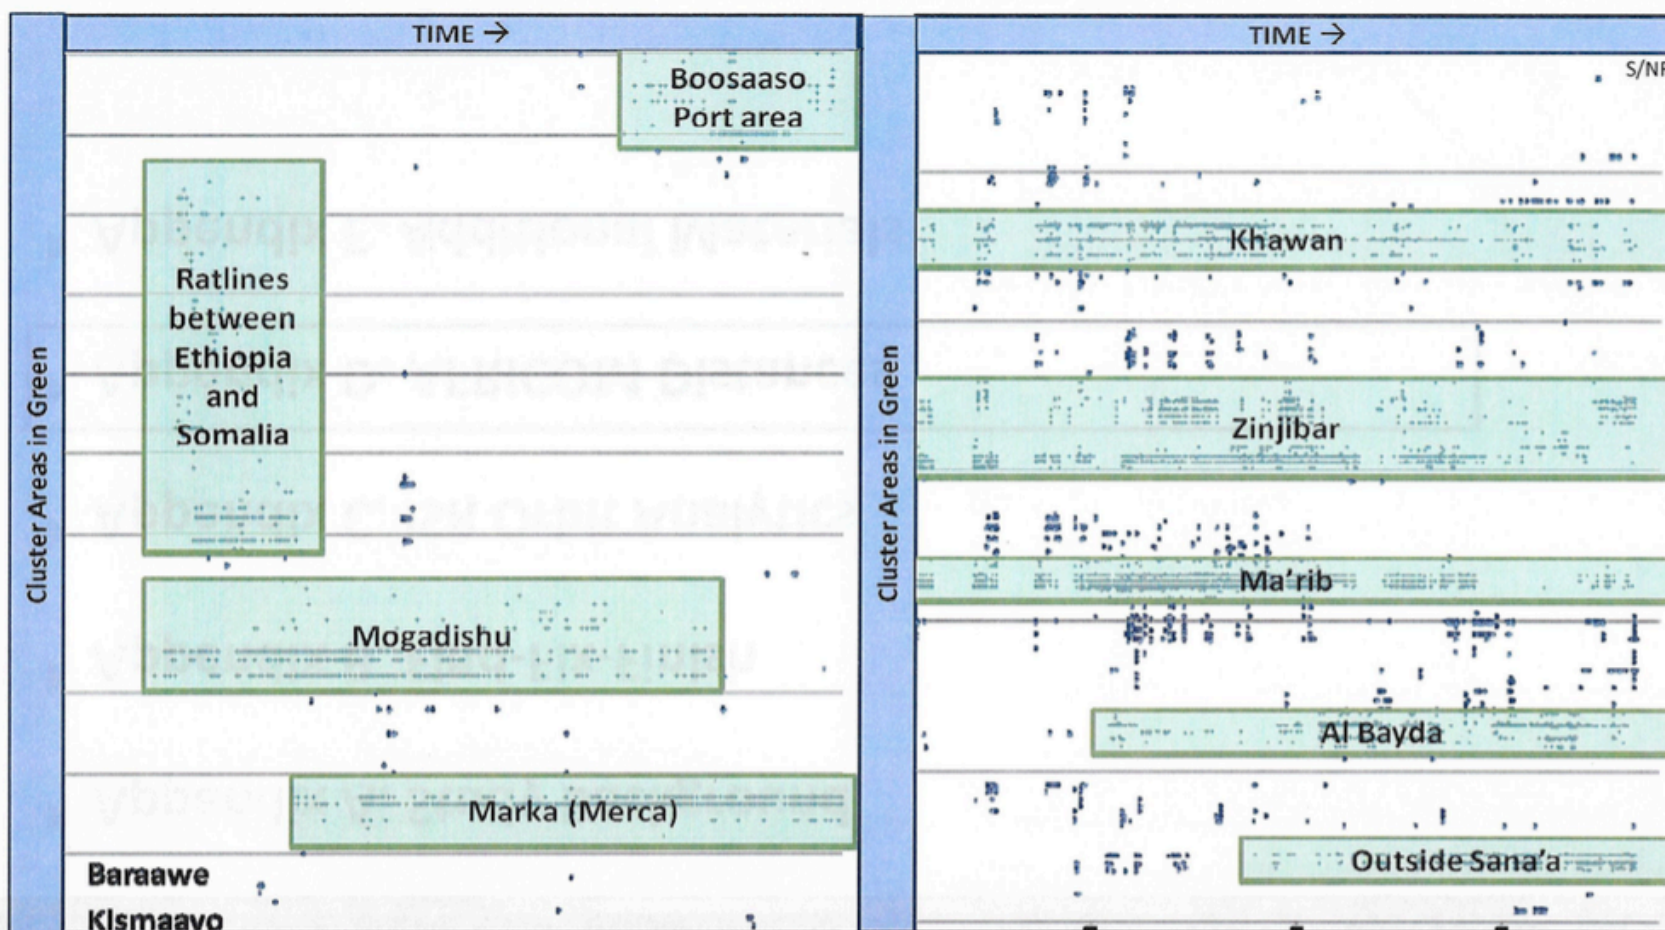 TIME →
Cluster Areas in Green
Boosaaso
Port area
Ratlines
between
Ethiopia
and
Somalia
Mogadishu
Marka (Merca)
Baraawe
Kismaayo
TIME →
Cluster Areas in Green
S/NF
Khawan
Zinjibar
Ma'rib
Al Bayda
Outside Sana'a